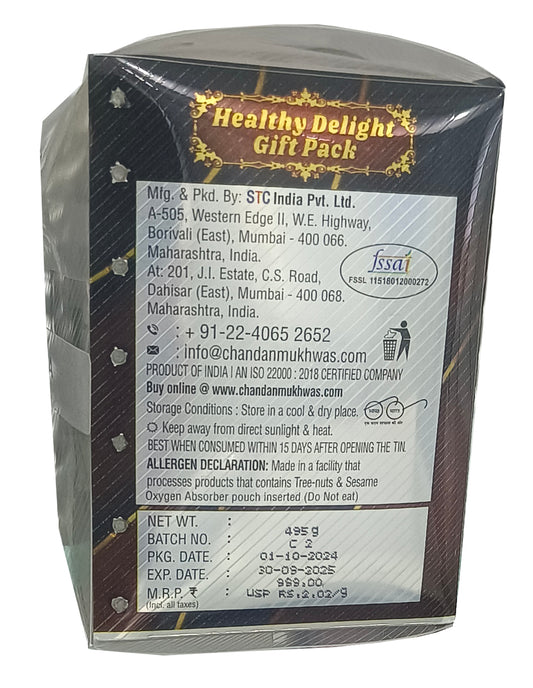 Healthy Delight
Gift Pack
Mfg. & Pkd. By: STC India Pvt. Ltd.
A-505, Western Edge II, W.E. Highway,
Borivali (East), Mumbai - 400 066.
Maharashtra, India.
At: 201, J.I. Estate, C.S. Road,
Dahisar (East), Mumbai - 400 068.
Maharashtra, India.
fssai
FSSL 11518012000272
: + 91-22-4065 2652
: info@chandanmukhwas.com
PRODUCT OF INDIA I AN ISO 22000 : 2018 CERTIFIED COMPANY
Buy online @ www.chandanmukhwas.com
Storage Conditions : Store in a cool & dry place.
Keep away from direct sunlight & heat.
BEST WHEN CONSUMED WITHIN 15 DAYS AFTER OPENING THE TIN.
ALLERGEN DECLARATION: Made in a facility that
processes products that contains Tree-nuts & Sesame
Oxygen Absorber pouch inserted (Do Not eat)
NET WT. : 495g
BATCH NO. : C 2
PKG. DATE. : 01-10-2024
EXP. DATE. : 30-09-2025
M.R.P. ₹ : 999.00
(Incl. all taxes) USP RS.2.02/g